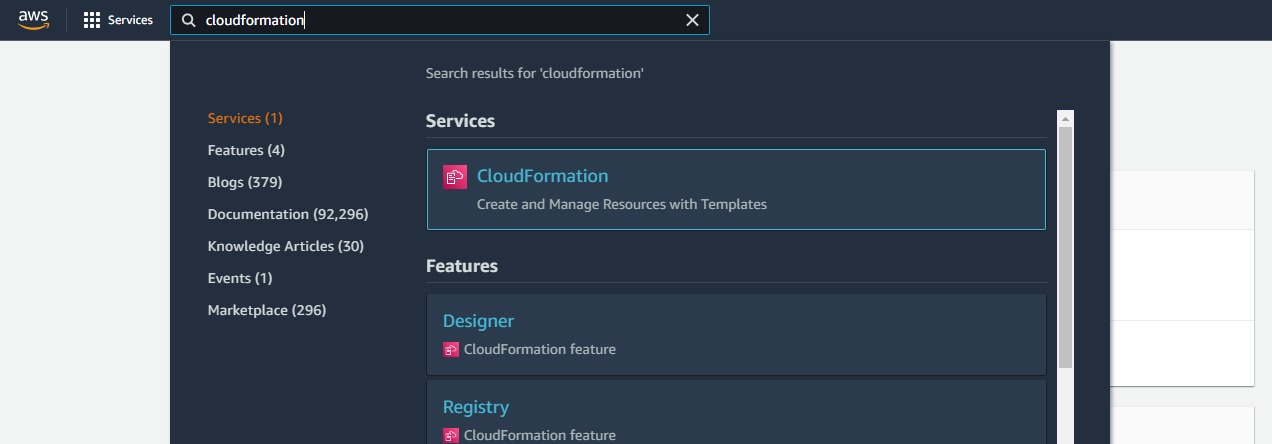 aws
Services
cloudformation
Search results for 'cloudformation'
Services (1)
Features (4)
Blogs (379)
Documentation (92,296)
Knowledge Articles (30)
Events (1)
Marketplace (296)
Services
CloudFormation
Create and Manage Resources with Templates
Features
Designer
CloudFormation feature
Registry
CloudFormation feature